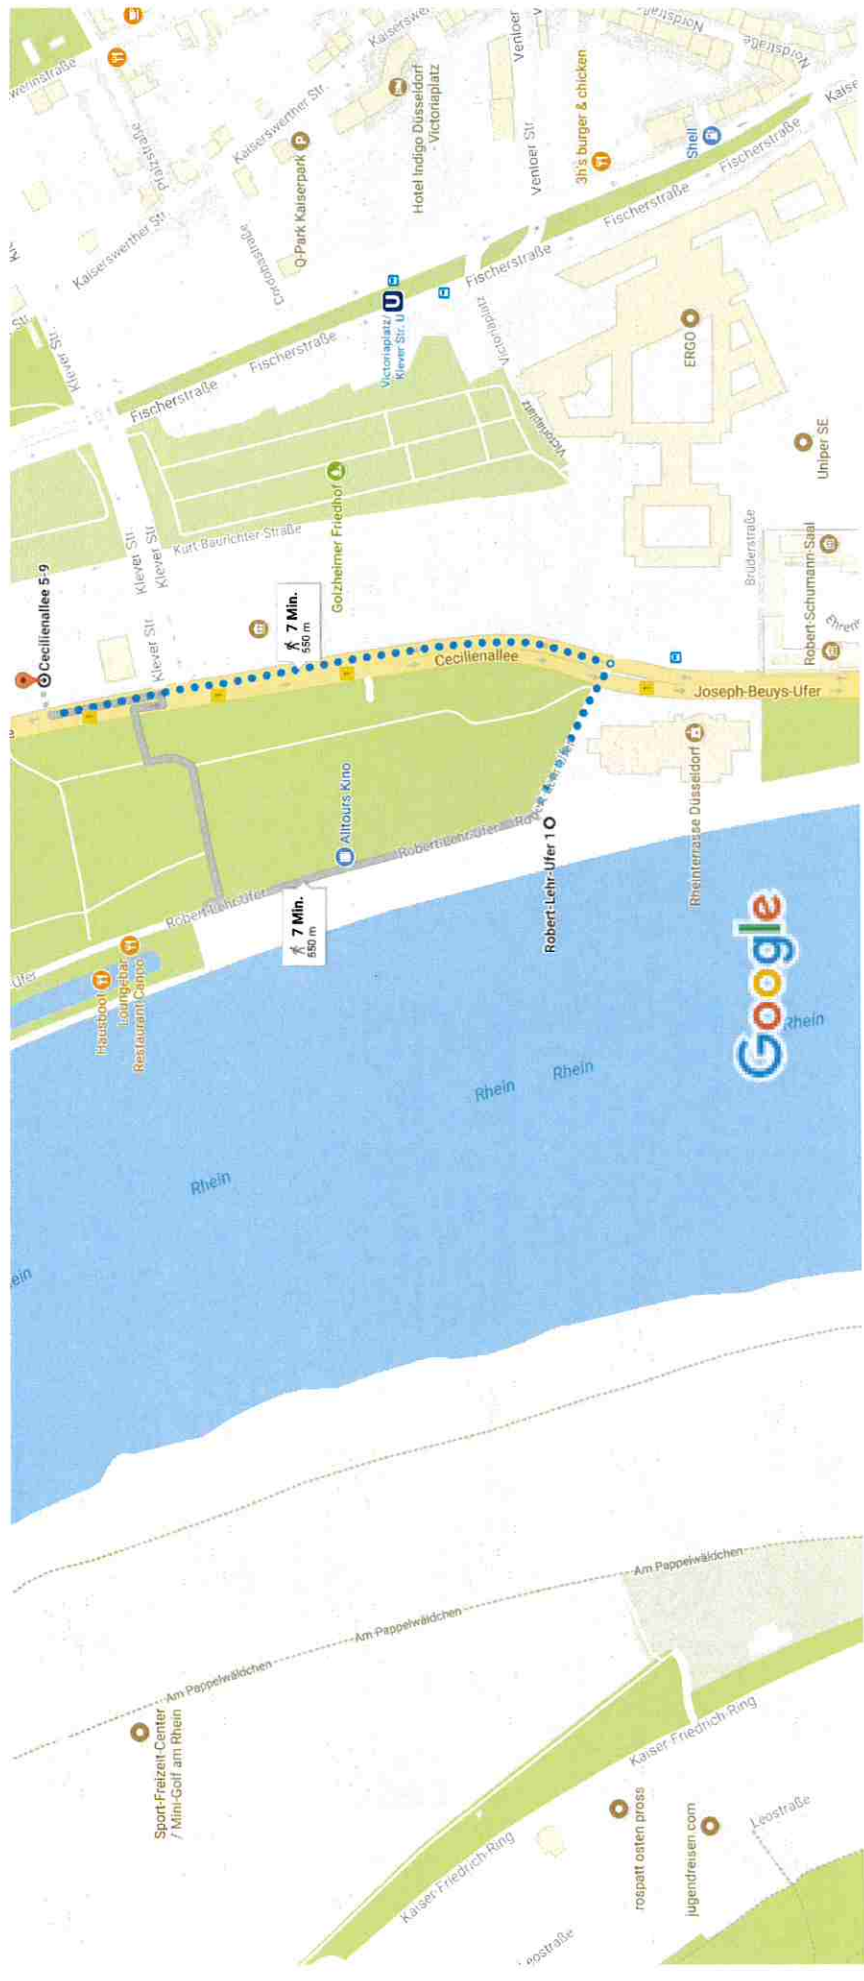 Kaiserswerther Str.
Pfalzstraße
Kaiserswerther Str.
Cordobastraße
Q-Park Kaiserpark
P
Hotel Indigo Düsseldorf
- Victoriaplatz
Venloer
Venloer Str.
3h's burger & chicken
Nordstraße
Nordstraße
Shell
Fischerstraße
Fischerstraße
Fischerstraße
Fischerstraße
Fischerstraße
Klever Str.
Victoriaplatz/
Klever Str. U
U
Victoriaplatz
Victoriaplatz
ERGO
Uniper SE
Golzheimer Friedhof
Kurt-Baurichter-Straße
Klever Str.
Klever Str.
Klever Str.
Cecilienallee 5-9
7 Min.
550 m
Cecilienallee
Brüderstraße
Robert-Schumann-Saal
Joseph-Beuys-Ufer
Rheinterrasse Düsseldorf
Alltours Kino
Robert-Lehr-Ufer
Robert-Lehr-Ufer
Robert-Lehr-Ufer 1
7 Min.
550 m
Ufer
Hausboot
Loungebar
Restaurant Canoo
Google
Rhein
Rhein
Rhein
Rhein
Am Pappelwäldchen
Am Pappelwäldchen
Am Pappelwäldchen
Sport-Freizeit-Center
/ Mini-Golf am Rhein
Kaiser-Friedrich-Ring
Kaiser-Friedrich-Ring
rospatt osten pross
jugendreisen.com
Leostraße
Leostraße